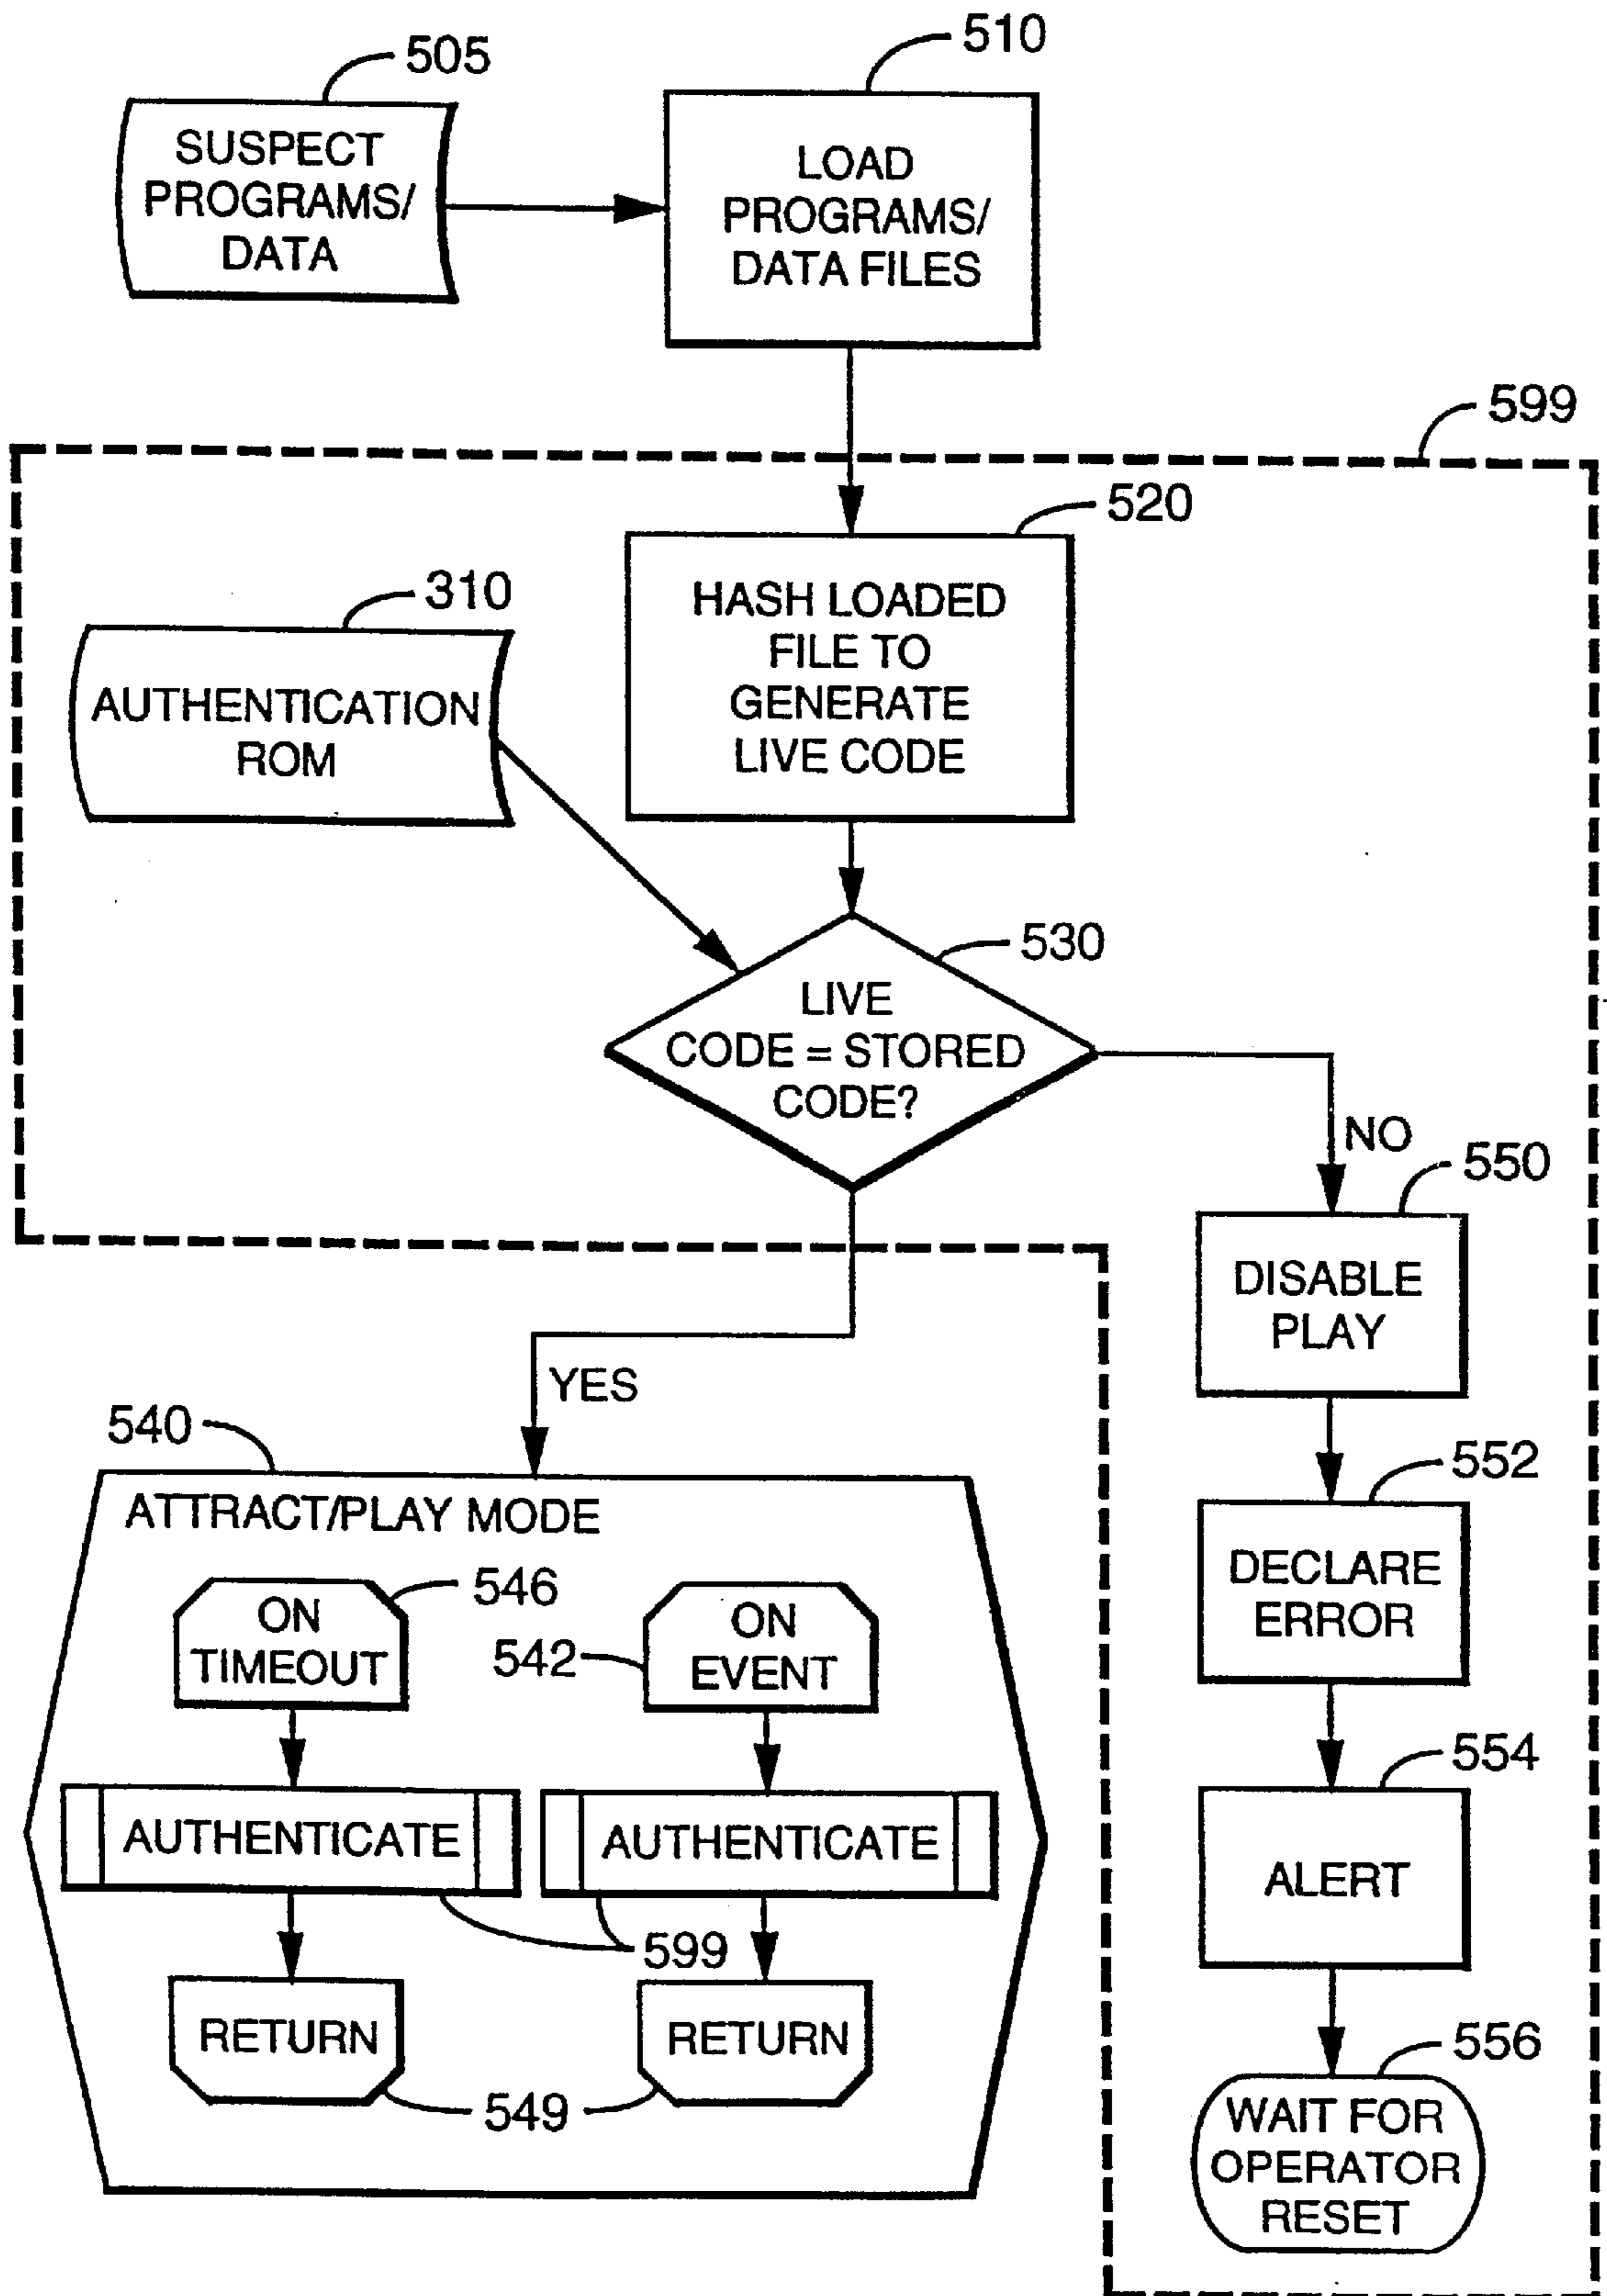 505
SUSPECT
PROGRAMS/
DATA
510
LOAD
PROGRAMS/
DATA FILES
599
520
HASH LOADED
FILE TO
GENERATE
LIVE CODE
310
AUTHENTICATION
ROM
530
LIVE
CODE = STORED
CODE?
NO
550
DISABLE
PLAY
YES
540
ATTRACT/PLAY MODE
552
DECLARE
ERROR
546
ON
TIMEOUT
542
ON
EVENT
554
ALERT
AUTHENTICATE
AUTHENTICATE
599
RETURN
RETURN
549
556
WAIT FOR
OPERATOR
RESET